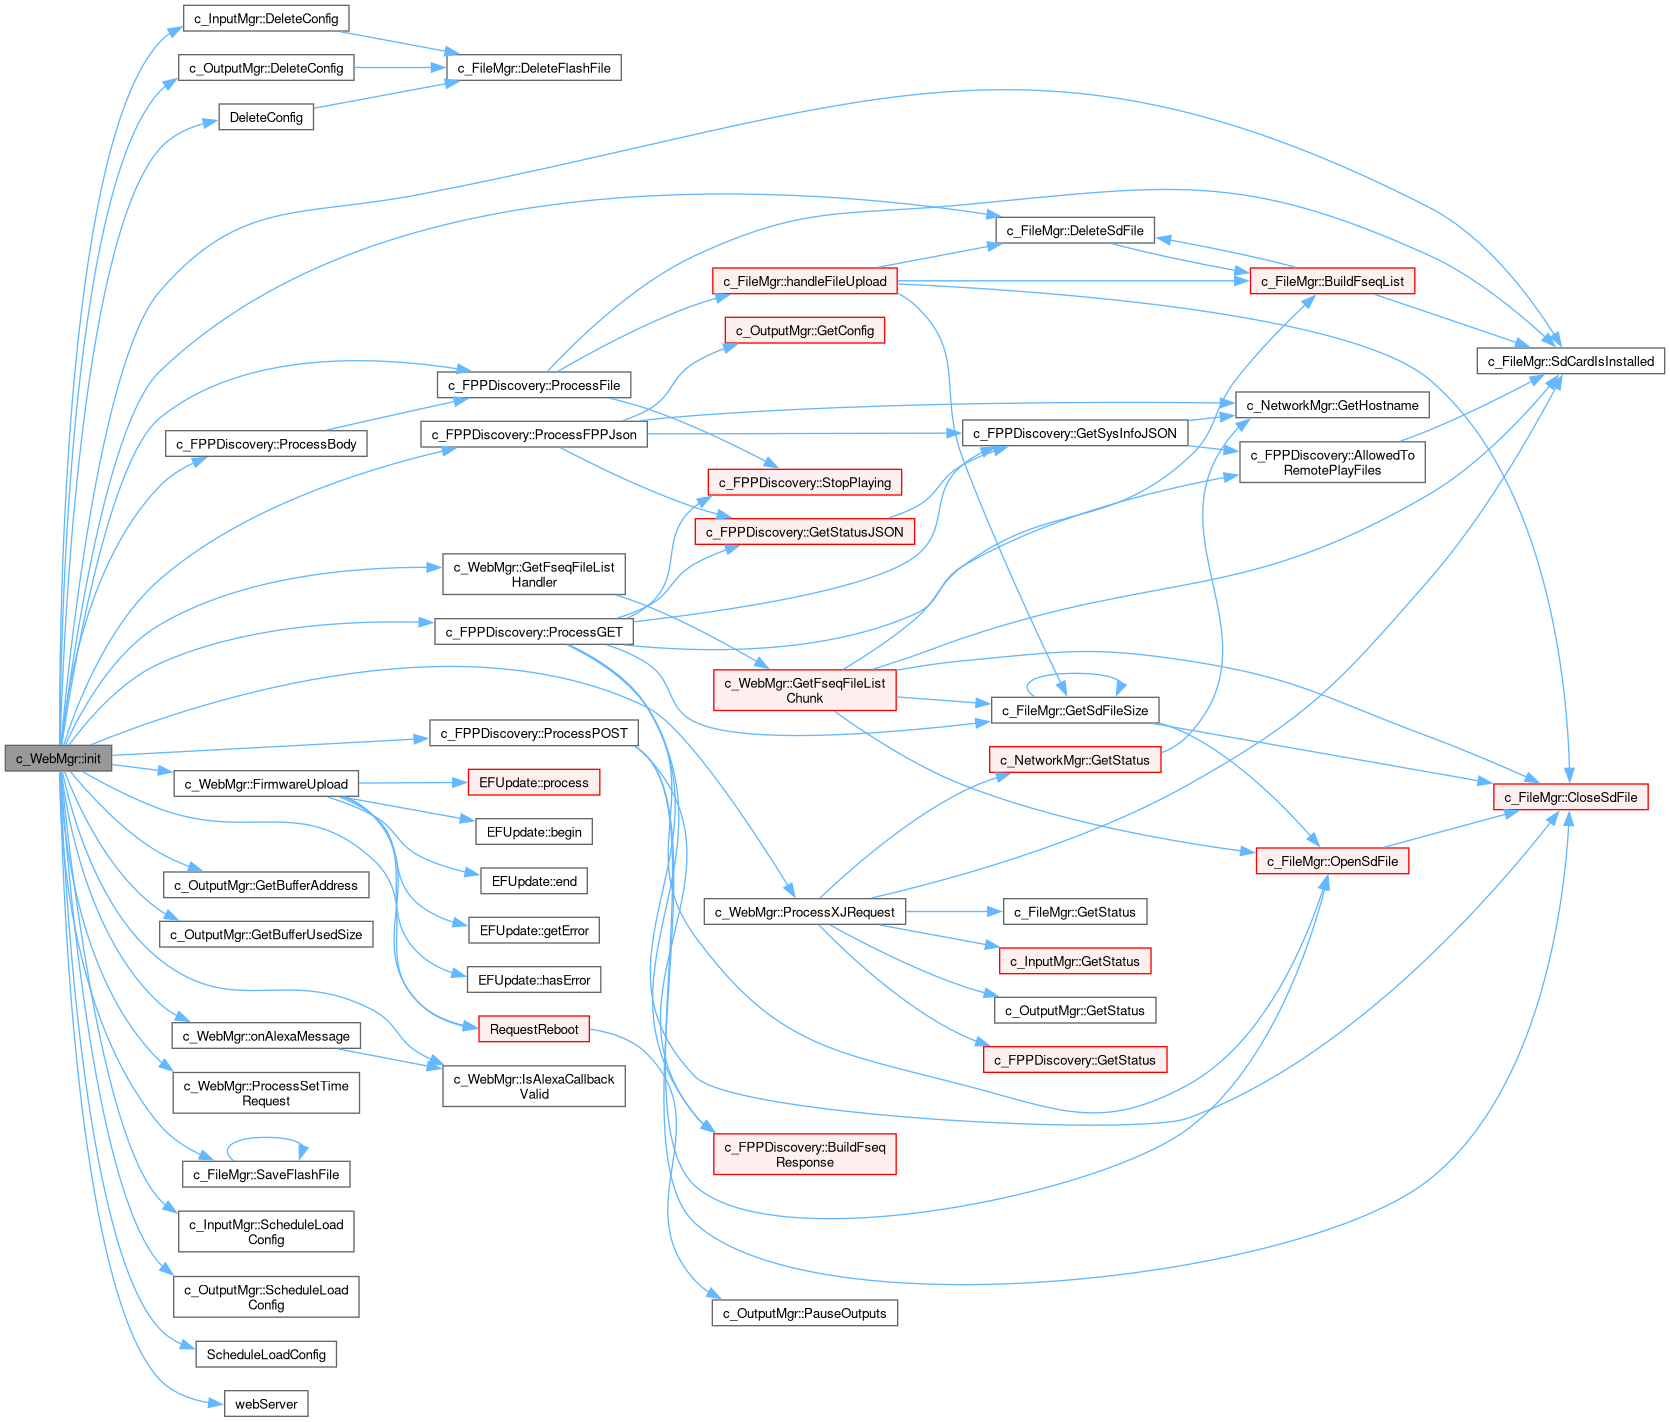 c_InputMgr::DeleteConfig
c_OutputMgr::DeleteConfig
c_FileMgr::DeleteFlashFile
DeleteConfig
c_FileMgr::DeleteSdFile
c_FileMgr::handleFileUpload
c_FileMgr::BuildFseqList
c_OutputMgr::GetConfig
c_FileMgr::SdCardIsInstalled
c_FPPDiscovery::ProcessFile
c_NetworkMgr::GetHostname
c_FPPDiscovery::ProcessBody
c_FPPDiscovery::ProcessFPPJson
c_FPPDiscovery::GetSysInfoJSON
c_FPPDiscovery::AllowedTo
RemotePlayFiles
c_FPPDiscovery::StopPlaying
c_FPPDiscovery::GetStatusJSON
c_WebMgr::GetFseqFileList
Handler
c_FPPDiscovery::ProcessGET
c_WebMgr::GetFseqFileList
Chunk
c_FileMgr::GetSdFileSize
c_FPPDiscovery::ProcessPOST
c_WebMgr::init
c_NetworkMgr::GetStatus
c_WebMgr::FirmwareUpload
EFUpdate::process
c_FileMgr::CloseSdFile
EFUpdate::begin
c_FileMgr::OpenSdFile
c_OutputMgr::GetBufferAddress
EFUpdate::end
c_WebMgr::ProcessXJRequest
c_FileMgr::GetStatus
c_OutputMgr::GetBufferUsedSize
EFUpdate::getError
c_InputMgr::GetStatus
EFUpdate::hasError
c_OutputMgr::GetStatus
c_WebMgr::onAlexaMessage
RequestReboot
c_FPPDiscovery::GetStatus
c_WebMgr::ProcessSetTime
Request
c_WebMgr::IsAlexaCallback
Valid
c_FPPDiscovery::BuildFseq
Response
c_FileMgr::SaveFlashFile
c_InputMgr::ScheduleLoad
Config
c_OutputMgr::ScheduleLoad
Config
c_OutputMgr::PauseOutputs
ScheduleLoadConfig
webServer